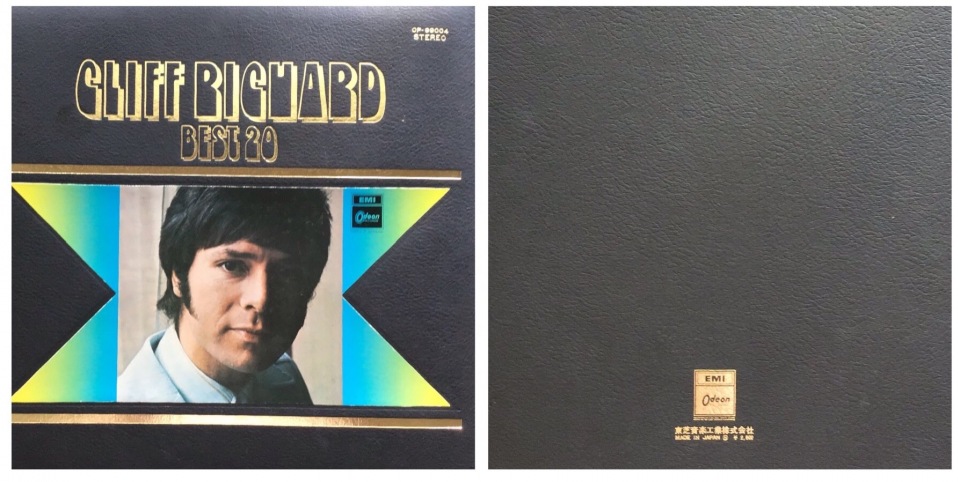 OP-99004
STEREO
CLIFF RICHARD
BEST 20
EMI
Odeon
EMI
Odeon
東芝音楽工業株式会社
MADE IN JAPAN